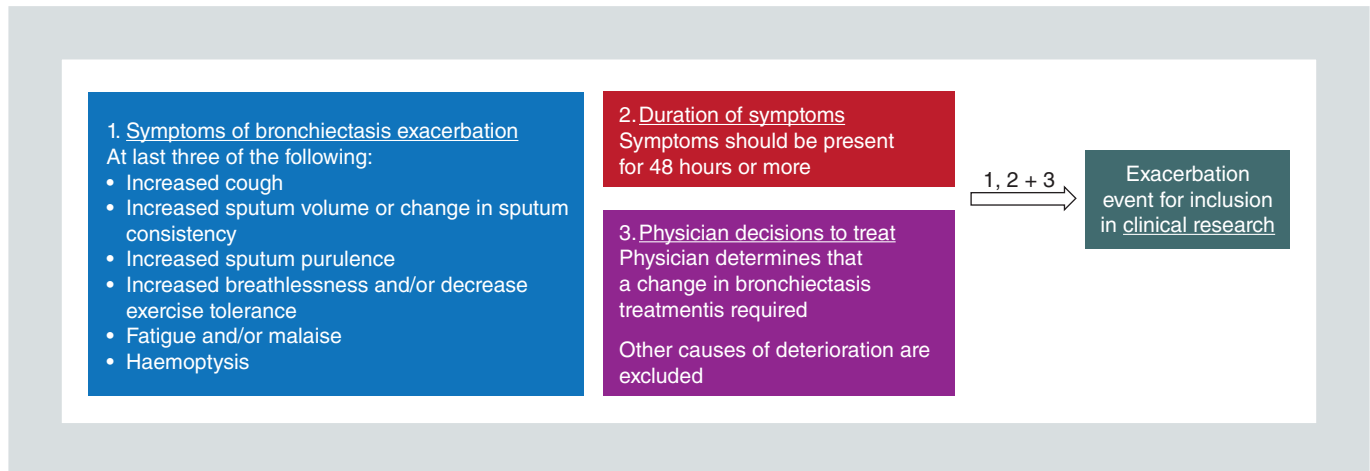 1. Symptoms of bronchiectasis exacerbation
At last three of the following:
• Increased cough
• Increased sputum volume or change in sputum
consistency
• Increased sputum purulence
• Increased breathlessness and/or decrease
exercise tolerance
• Fatigue and/or malaise
• Haemoptysis
2. Duration of symptoms
Symptoms should be present
for 48 hours or more
3. Physician decisions to treat
Physician determines that
a change in bronchiectasis
treatmentis required
Other causes of deterioration are
excluded
1, 2 + 3
Exacerbation
event for inclusion
in clinical research